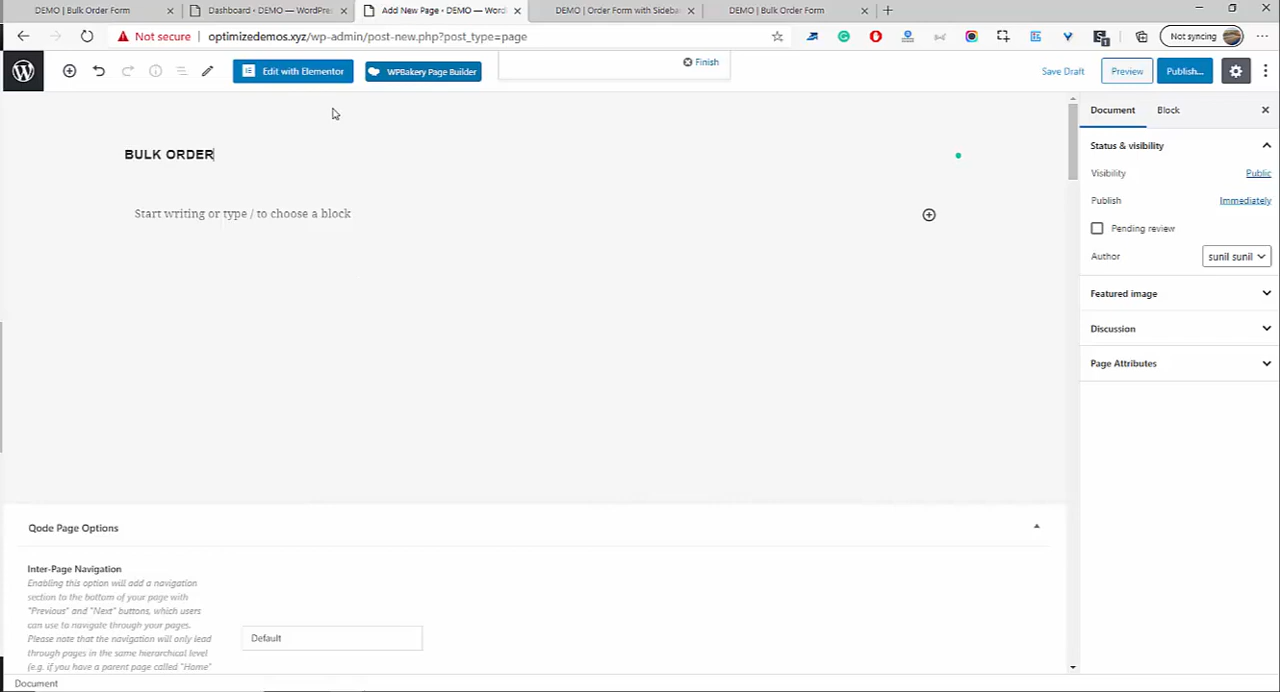 DEMO | Bulk Order Form
Dashboard ‹ DEMO — WordPre
Add New Page ‹ DEMO — Word
DEMO | Order Form with Sideba
DEMO | Bulk Order Form
Not secure | optimizedemos.xyz/wp-admin/post-new.php?post_type=page
Not syncing
Edit with Elementor
WPBakery Page Builder
Finish
Save Draft
Preview
Publish...
Document
Block
BULK ORDER
Start writing or type / to choose a block
Status & visibility
Visibility
Public
Publish
Immediately
Pending review
Author
sunil sunil
Featured image
Discussion
Page Attributes
Qode Page Options
Inter-Page Navigation
Enabling this option will add a navigation
section to the bottom of your page with
"Previous" and "Next" buttons, which users
can use to navigate through your pages.
Please note that the navigation will only lead
through pages in the same hierarchical level
(e.g. if you have a parent page called "Home"
Default
Document